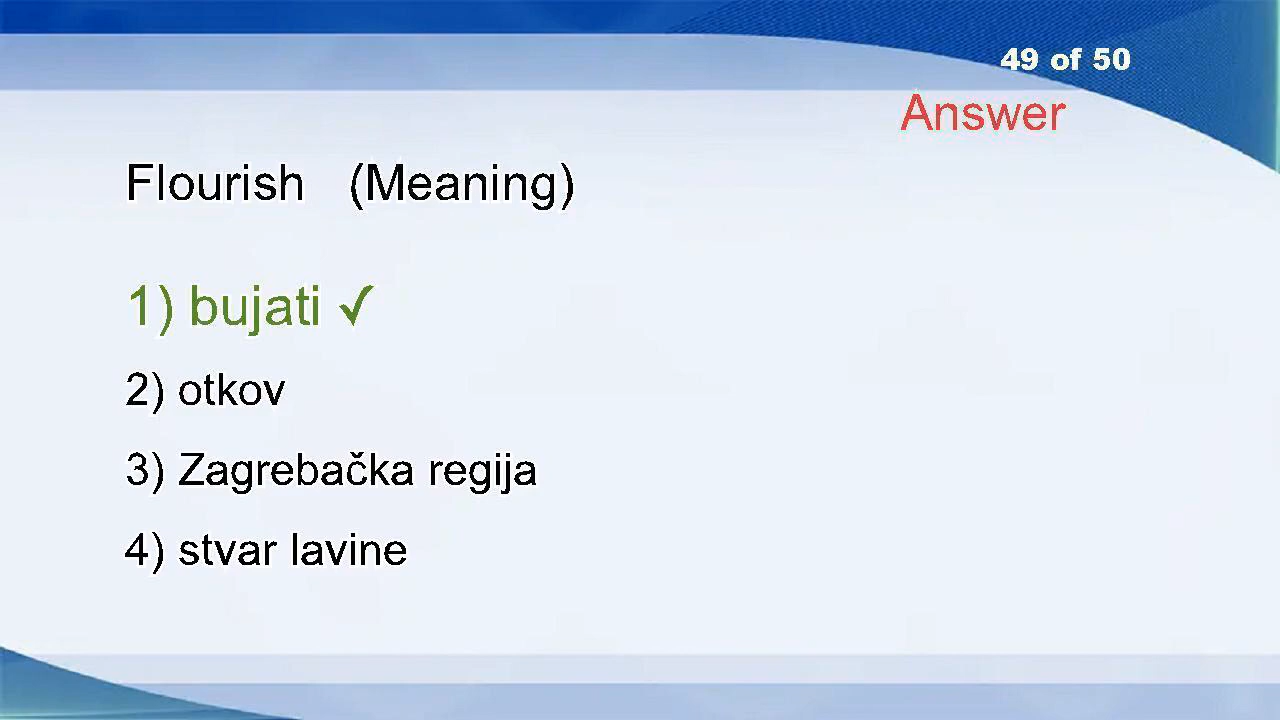 49 of 50
Answer
Flourish (Meaning)
1) bujati ✓
2) otkov
3) Zagrebačka regija
4) stvar lavine